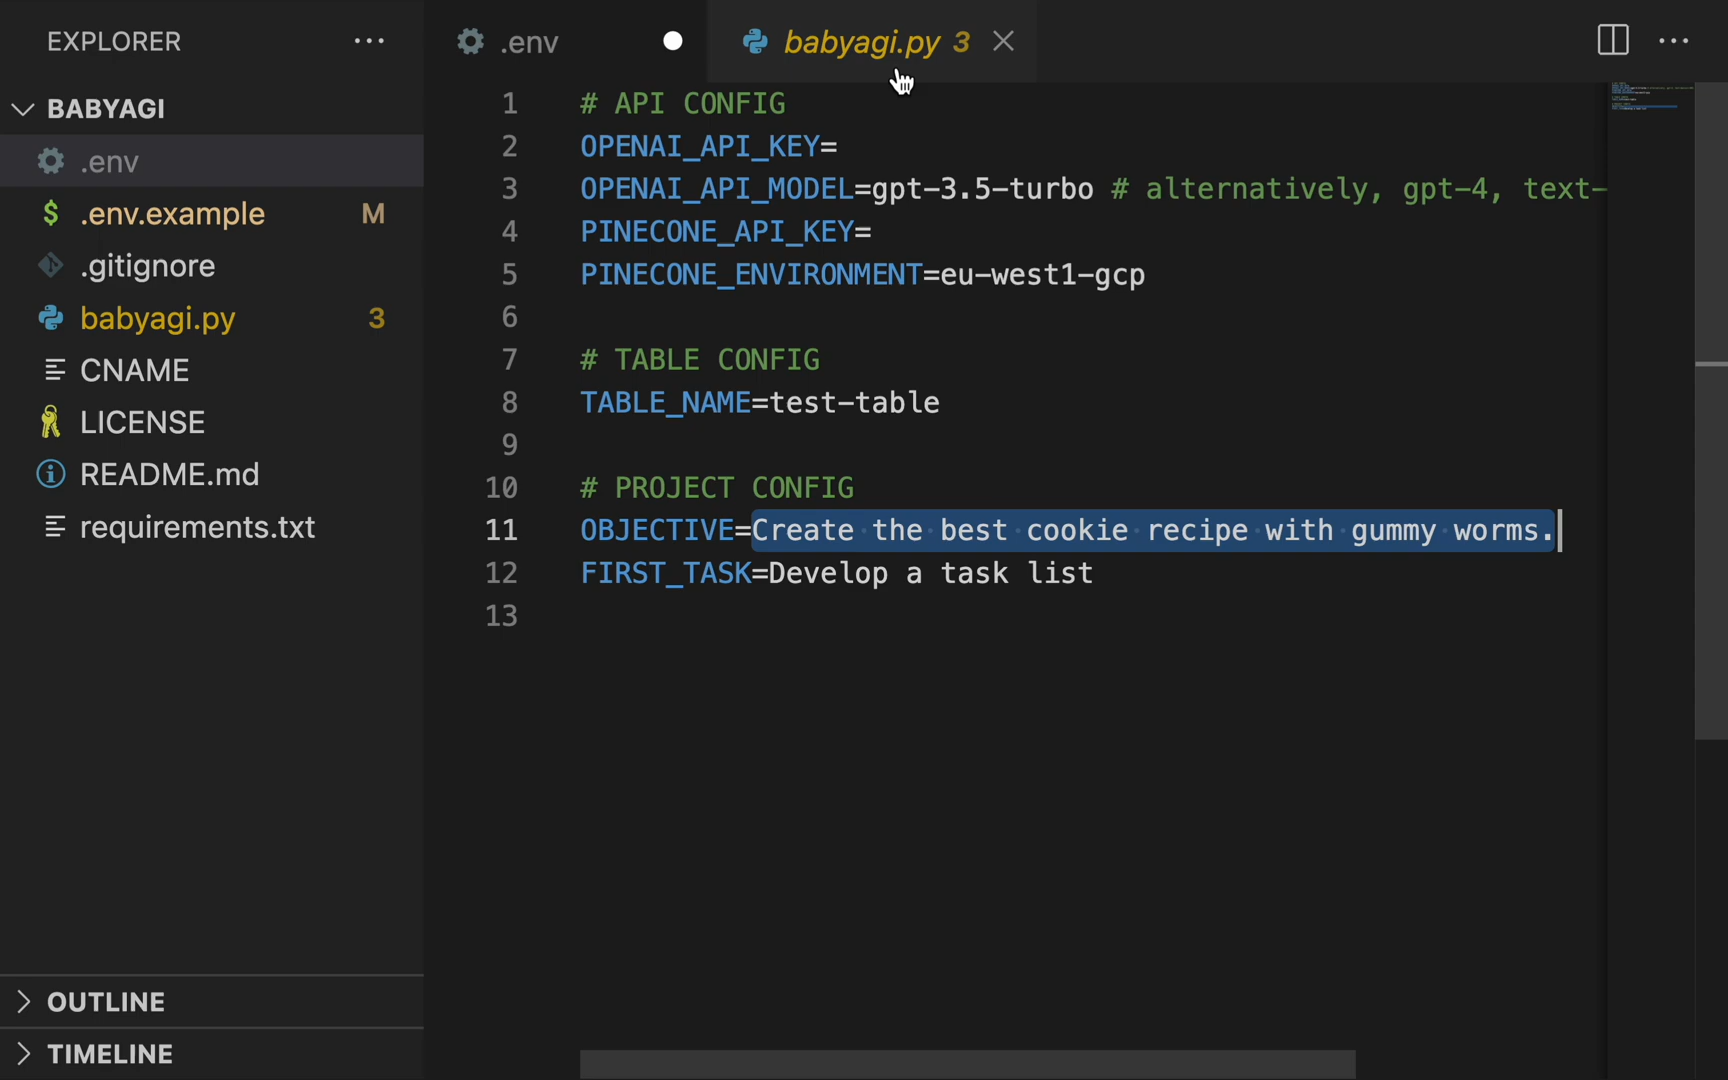 EXPLORER
BABYAGI
.env
.env.example M
.gitignore
babyagi.py 3
CNAME
LICENSE
README.md
requirements.txt
OUTLINE
TIMELINE
.env
babyagi.py 3
1 # API CONFIG
2 OPENAI_API_KEY=
3 OPENAI_API_MODEL=gpt-3.5-turbo # alternatively, gpt-4, text-
4 PINECONE_API_KEY=
5 PINECONE_ENVIRONMENT=eu-west1-gcp
6
7 # TABLE CONFIG
8 TABLE_NAME=test-table
9
10 # PROJECT CONFIG
11 OBJECTIVE=Create the best cookie recipe with gummy worms.
12 FIRST_TASK=Develop a task list
13